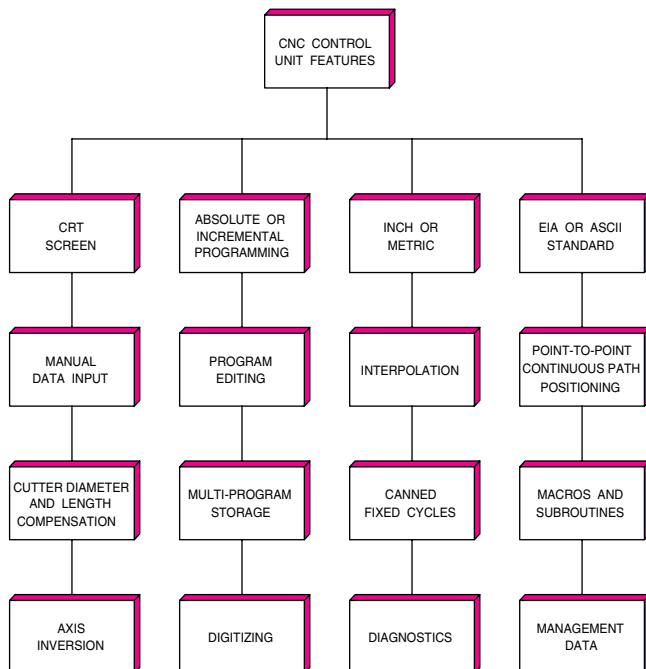 CNC CONTROL
UNIT FEATURES
CRT
SCREEN
ABSOLUTE OR
INCREMENTAL
PROGRAMMING
INCH OR
METRIC
EIA OR ASCII
STANDARD
MANUAL
DATA INPUT
PROGRAM
EDITING
INTERPOLATION
POINT-TO-POINT
CONTINUOUS PATH
POSITIONING
CUTTER DIAMETER
AND LENGTH
COMPENSATION
MULTI-PROGRAM
STORAGE
CANNED
FIXED CYCLES
MACROS AND
SUBROUTINES
AXIS
INVERSION
DIGITIZING
DIAGNOSTICS
MANAGEMENT
DATA